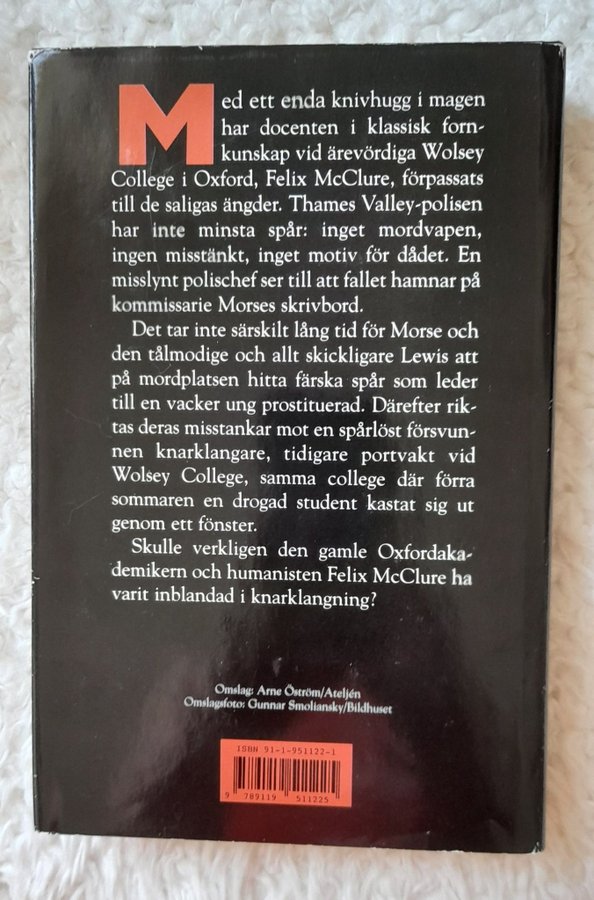 Med ett enda knivhugg i magen
har docenten i klassisk forn-
kunskap vid ärevördiga Wolsey
College i Oxford, Felix McClure, förpassats
till de saligas ängder. Thames Valley-polisen
har inte minsta spår: inget mordvapen,
ingen misstänkt, inget motiv för dådet. En
misslynt polischef ser till att fallet hamnar på
kommissarie Morses skrivbord.
Det tar inte särskilt lång tid för Morse och
den tålmodige och allt skickligare Lewis att
på mordplatsen hitta färska spår som leder
till en vacker ung prostituerad. Därefter rik-
tas deras misstankar mot en spårlöst försvun-
nen knarklangare, tidigare portvakt vid
Wolsey College, samma college där förra
sommaren en drogad student kastat sig ut
genom ett fönster.
Skulle verkligen den gamle Oxfordaka-
demikern och humanisten Felix McClure ha
varit inblandad i knarklangning?
Omslag: Arne Öström/Ateljén
Omslagsfoto: Gunnar Smoliansky/Bildhuset
ISBN 91-1-951122-1
9 789119 511225